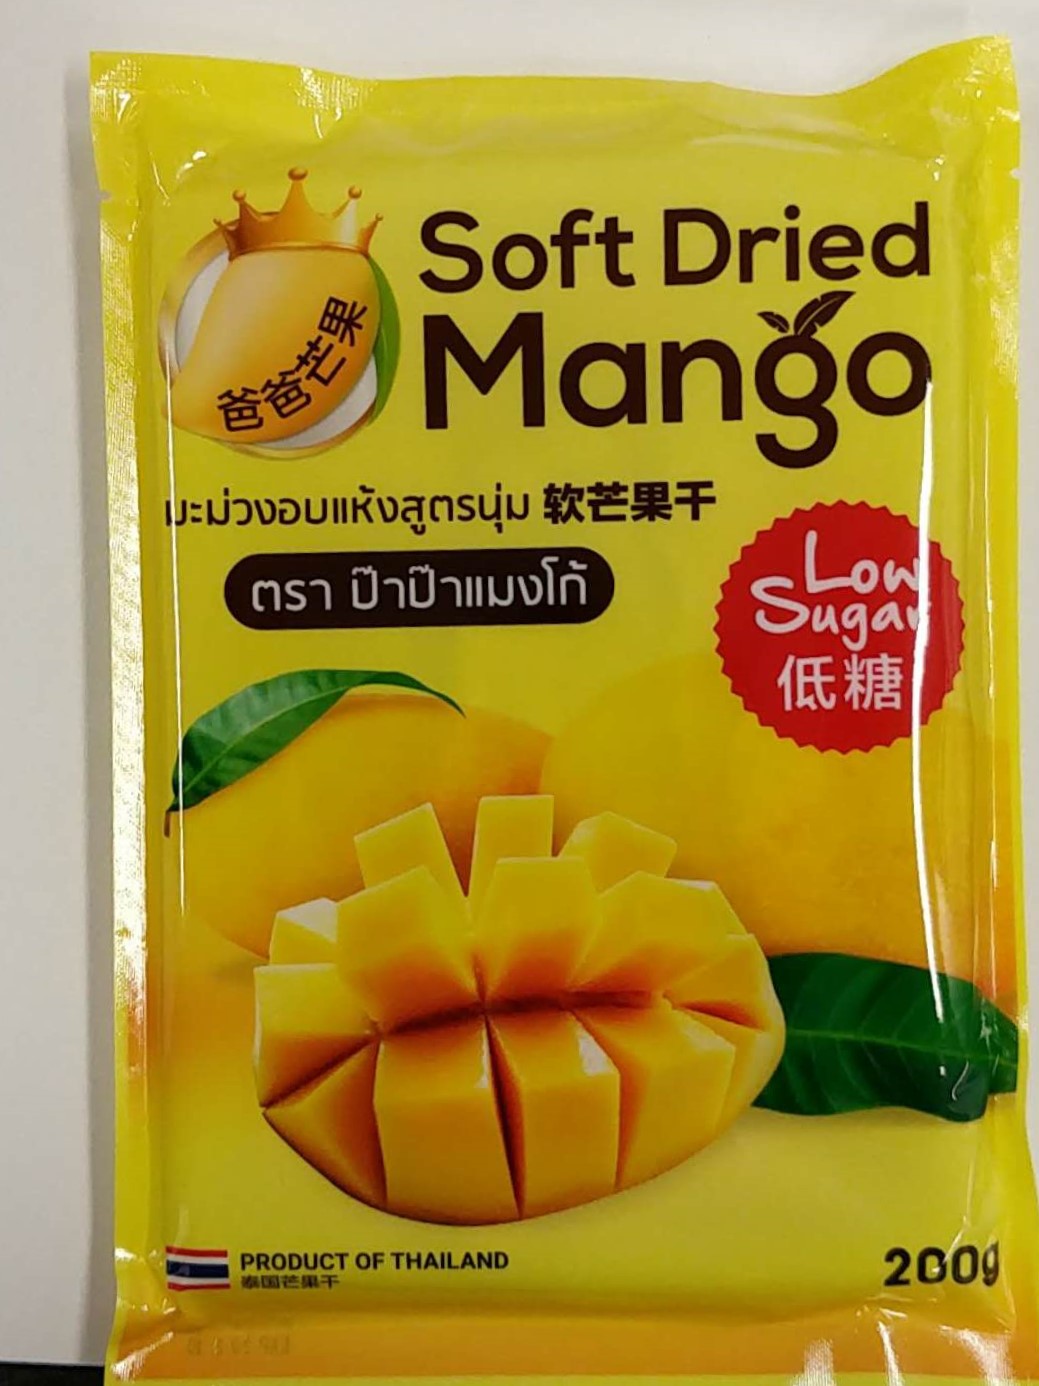 爸爸芒果
Soft Dried
Mango
มะม่วงอบแห้งสูตรนุ่ม 软芒果干
ตรา ป๊าป๊าแมงโก้
Low
Sugar
低糖
PRODUCT OF THAILAND
泰国芒果干
200g